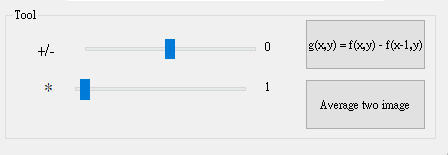 Tool
+/- 0 g(x,y) = f(x,y) - f(x-1,y)
* 1 Average two image